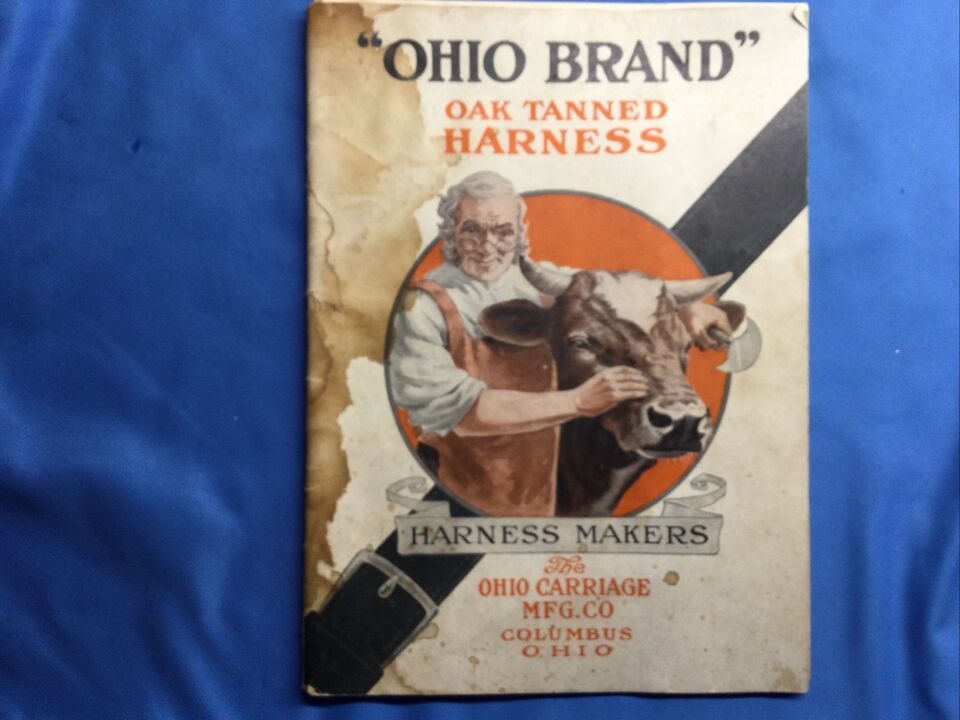 "OHIO BRAND"
OAK TANNED
HARNESS
HARNESS MAKERS
The
OHIO CARRIAGE
MFG. CO
COLUMBUS
OHIO